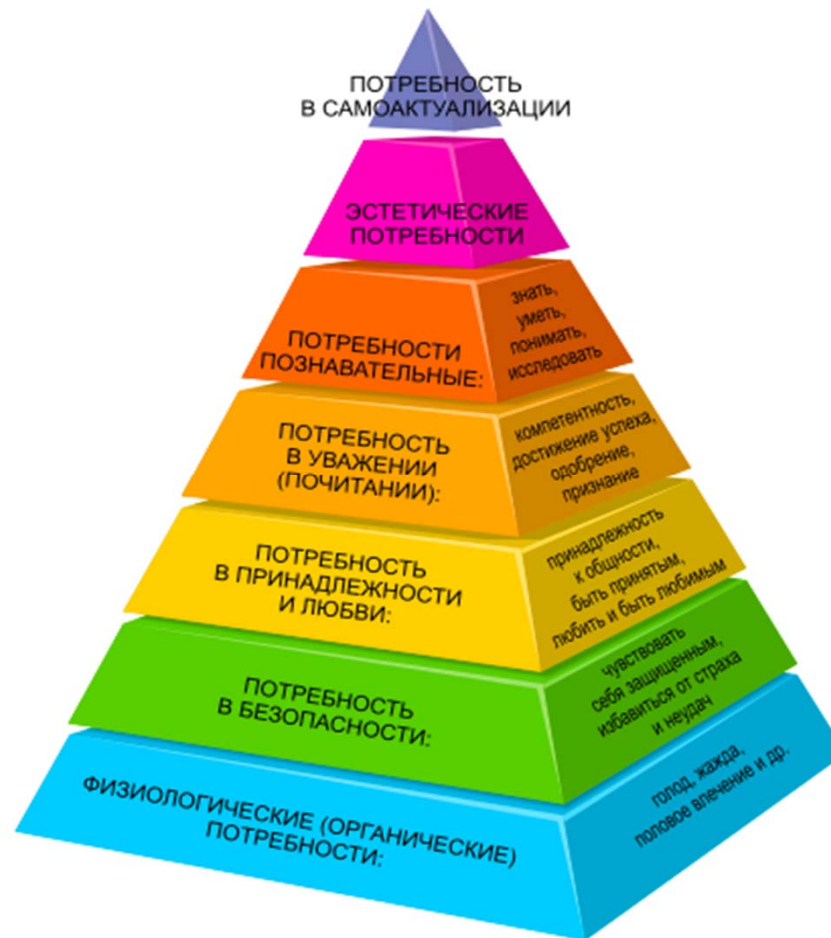 ПОТРЕБНОСТЬ
В САМОАКТУАЛИЗАЦИИ
ЭСТЕТИЧЕСКИЕ
ПОТРЕБНОСТИ
ПОТРЕБНОСТИ
ПОЗНАВАТЕЛЬНЫЕ:
знать,
уметь,
понимать,
исследовать
ПОТРЕБНОСТЬ
В УВАЖЕНИИ
(ПОЧИТАНИИ):
компетентность,
достижение успеха,
одобрение,
признание
ПОТРЕБНОСТЬ
В ПРИНАДЛЕЖНОСТИ
И ЛЮБВИ:
принадлежность
к общности,
быть принятым,
любить и быть любимым
ПОТРЕБНОСТЬ
В БЕЗОПАСНОСТИ:
чувствовать
себя защищенным,
избавиться от страха
и неудач
ФИЗИОЛОГИЧЕСКИЕ (ОРГАНИЧЕСКИЕ)
ПОТРЕБНОСТИ:
голод, жажда,
половое влечение и др.